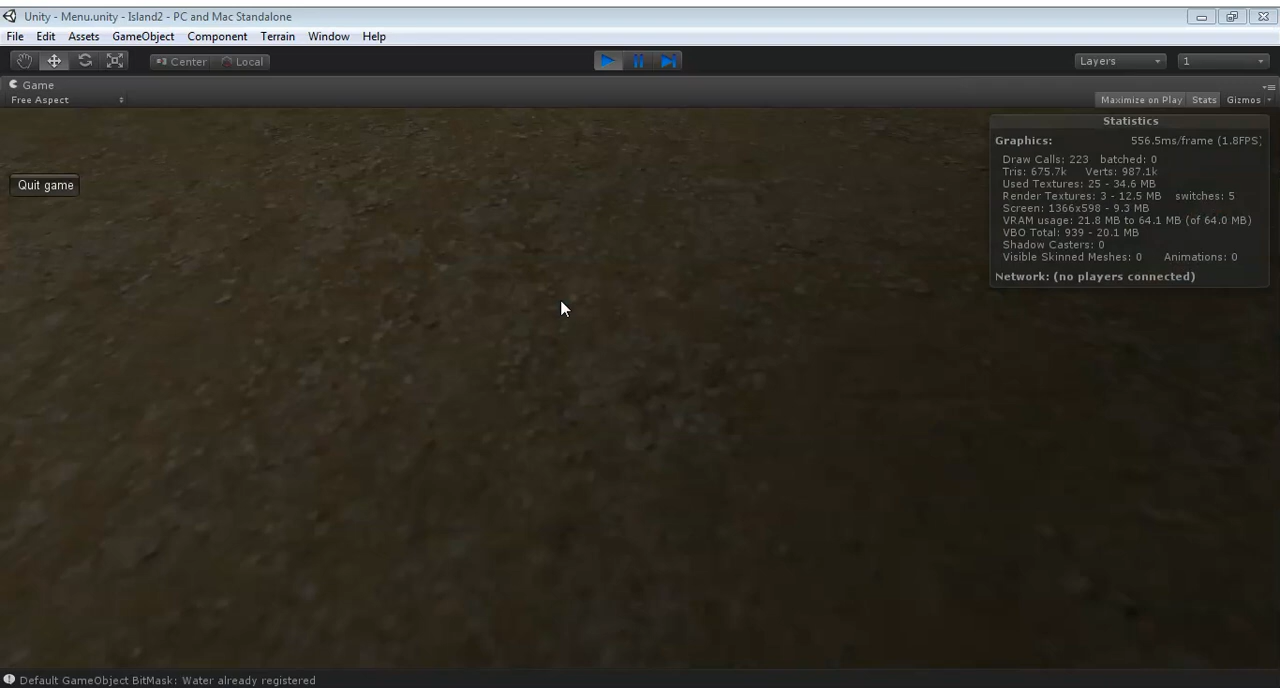 Unity - Menu.unity - Island2 - PC and Mac Standalone
File Edit Assets GameObject Component Terrain Window Help
Center Local Layers 1
Game
Free Aspect Maximize on Play Stats Gizmos
Statistics
Graphics: 556.5ms/frame (1.8FPS)
Draw Calls: 223 batched: 0
Tris: 675.7k Verts: 987.1k
Used Textures: 25 - 34.6 MB
Render Textures: 3 - 12.5 MB switches: 5
Screen: 1366x598 - 9.3 MB
VRAM usage: 21.8 MB to 64.1 MB (of 64.0 MB)
VBO Total: 939 - 20.1 MB
Shadow Casters: 0
Visible Skinned Meshes: 0 Animations: 0
Network: (no players connected)
Quit game
Default GameObject BitMask: Water already registered